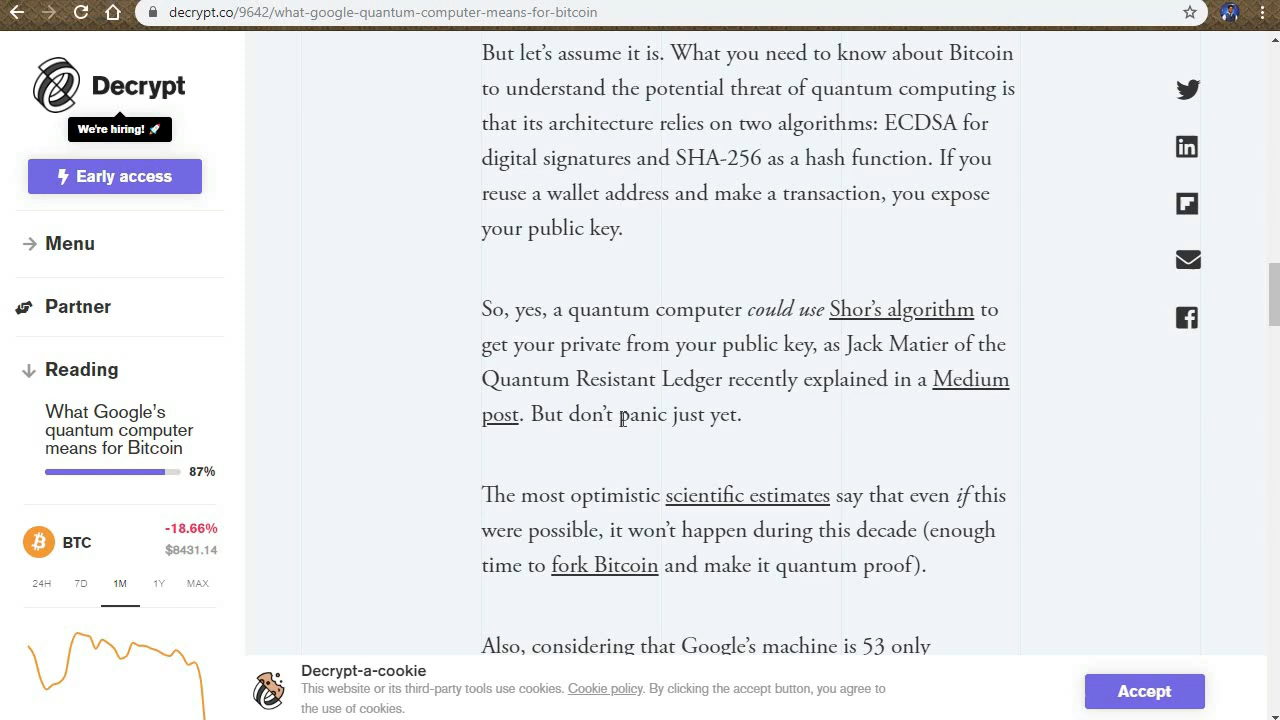 decrypt.co/9642/what-google-quantum-computer-means-for-bitcoin
Decrypt
We're hiring! 🚀
Early access
Menu
Partner
Reading
What Google's
quantum computer
means for Bitcoin
87%
BTC
-18.66%
$8431.14
24H 7D 1M 1Y MAX
But let's assume it is. What you need to know about Bitcoin
to understand the potential threat of quantum computing is
that its architecture relies on two algorithms: ECDSA for
digital signatures and SHA-256 as a hash function. If you
reuse a wallet address and make a transaction, you expose
your public key.
So, yes, a quantum computer could use Shor's algorithm to
get your private from your public key, as Jack Matier of the
Quantum Resistant Ledger recently explained in a Medium
post. But don't panic just yet.
The most optimistic scientific estimates say that even if this
were possible, it won't happen during this decade (enough
time to fork Bitcoin and make it quantum proof).
Also, considering that Google's machine is 53 only
Decrypt-a-cookie
This website or its third-party tools use cookies. Cookie policy. By clicking the accept button, you agree to
the use of cookies.
Accept